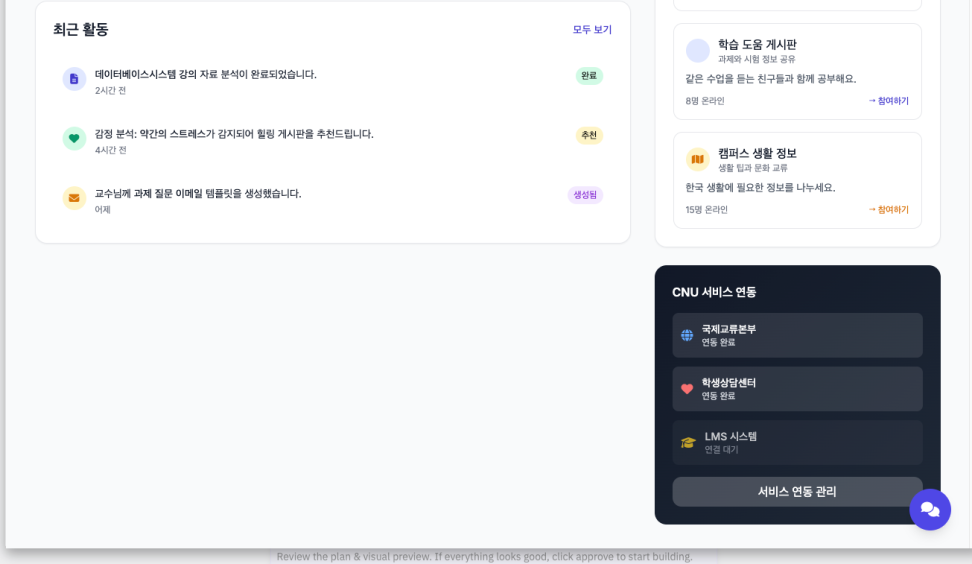 최근 활동
모두 보기
데이터베이스시스템 강의 자료 분석이 완료되었습니다.
완료
2시간 전
감정 분석: 약간의 스트레스가 감지되어 힐링 게시판을 추천드립니다.
추천
4시간 전
교수님께 과제 질문 이메일 템플릿을 생성했습니다.
생성됨
어제
학습 도움 게시판
과제와 시험 정보 공유
같은 수업을 듣는 친구들과 함께 공부해요.
8명 온라인
→ 참여하기
캠퍼스 생활 정보
생활 팁과 문화 교류
한국 생활에 필요한 정보를 나누세요.
15명 온라인
→ 참여하기
CNU 서비스 연동
국제교류본부
연동 완료
학생상담센터
연동 완료
LMS 시스템
연결 대기
서비스 연동 관리
Review the plan & visual preview. If everything looks good, click approve to start building.